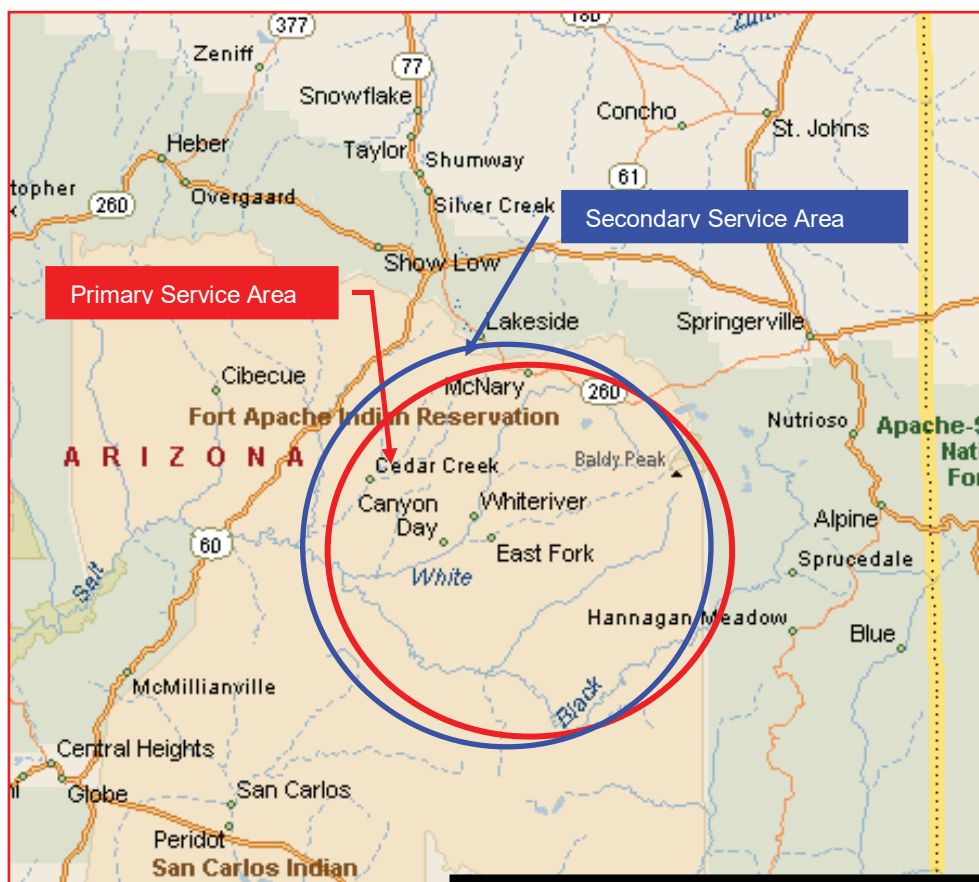 377
180
Zeniff
77
Snowflake
Concho
St. Johns
Heber
Taylor
Shumway
61
topher
260
Overgaard
Silver Creek
Secondary Service Area
Show Low
Primary Service Area
Lakeside
Springerville
Cibecue
McNary
260
Fort Apache Indian Reservation
Nutrioso
Apache-S
Nati
Fo
ARIZONA
Cedar Creek
Baldy Peak
Canyon
Day
Whiteriver
Alpine
60
East Fork
White
Sprucedale
Salt
Hannagan Meadow
Blue
McMillianville
Black
Central Heights
Globe
San Carlos
Peridot
San Carlos Indian